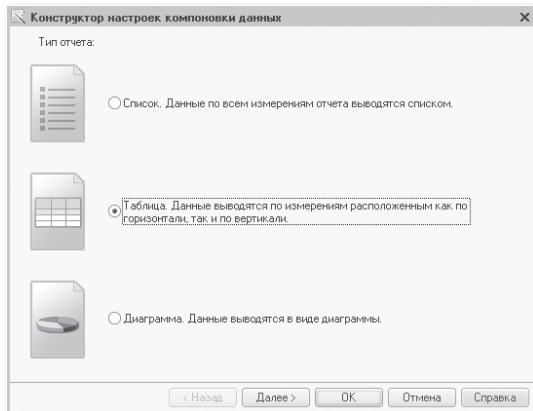 Конструктор настроек компоновки данных
Тип отчета:
Список. Данные по всем измерениям отчета выводятся списком.
Таблица. Данные выводятся по измерениям расположенным как по
горизонтали, так и по вертикали.
Диаграмма. Данные выводятся в виде диаграммы.
< Назад Далее > OK Отмена Справка